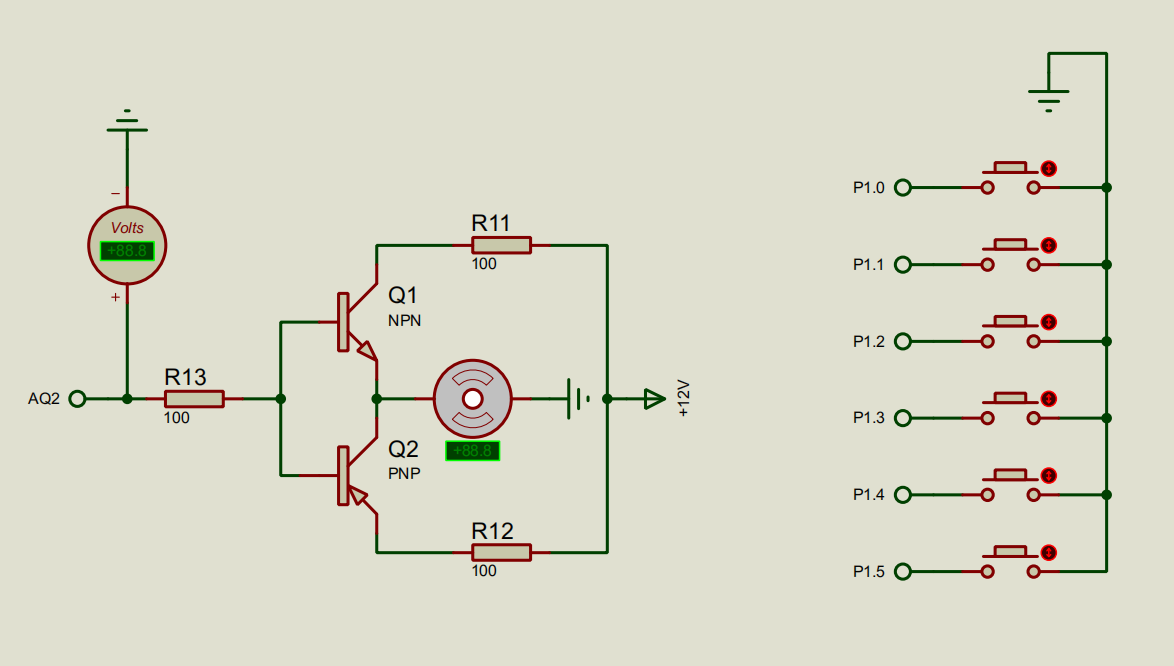 Volts
+88.8
AQ2
R13
100
R11
100
Q1
NPN
+88.8
Q2
PNP
R12
100
+12V
P1.0
P1.1
P1.2
P1.3
P1.4
P1.5